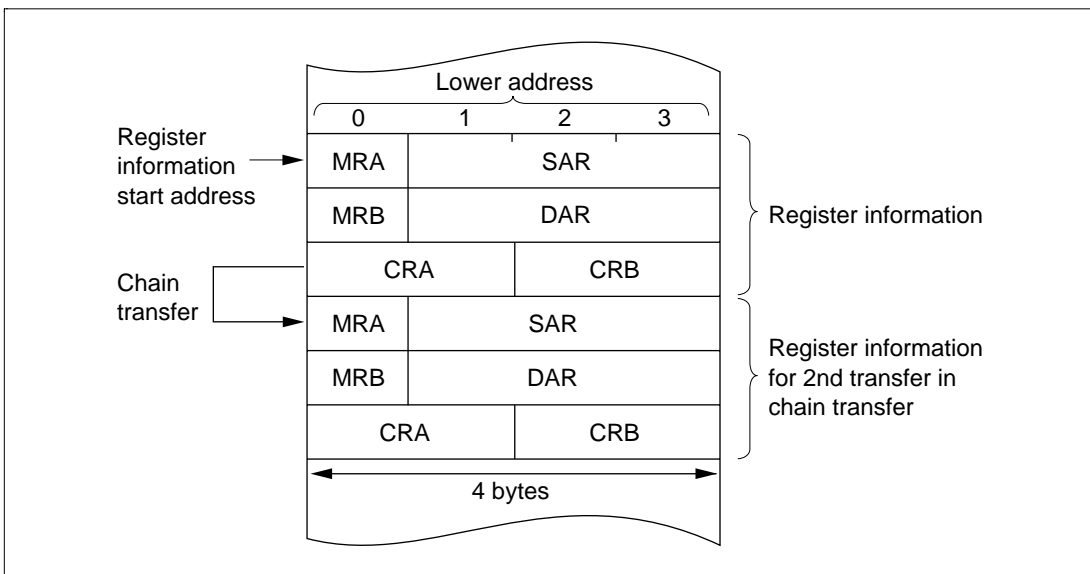 Lower address
0 1 2 3
Register
information
start address
MRA SAR
MRB DAR
Register information
CRA CRB
Chain
transfer
MRA SAR
MRB DAR
Register information
for 2nd transfer in
chain transfer
CRA CRB
4 bytes